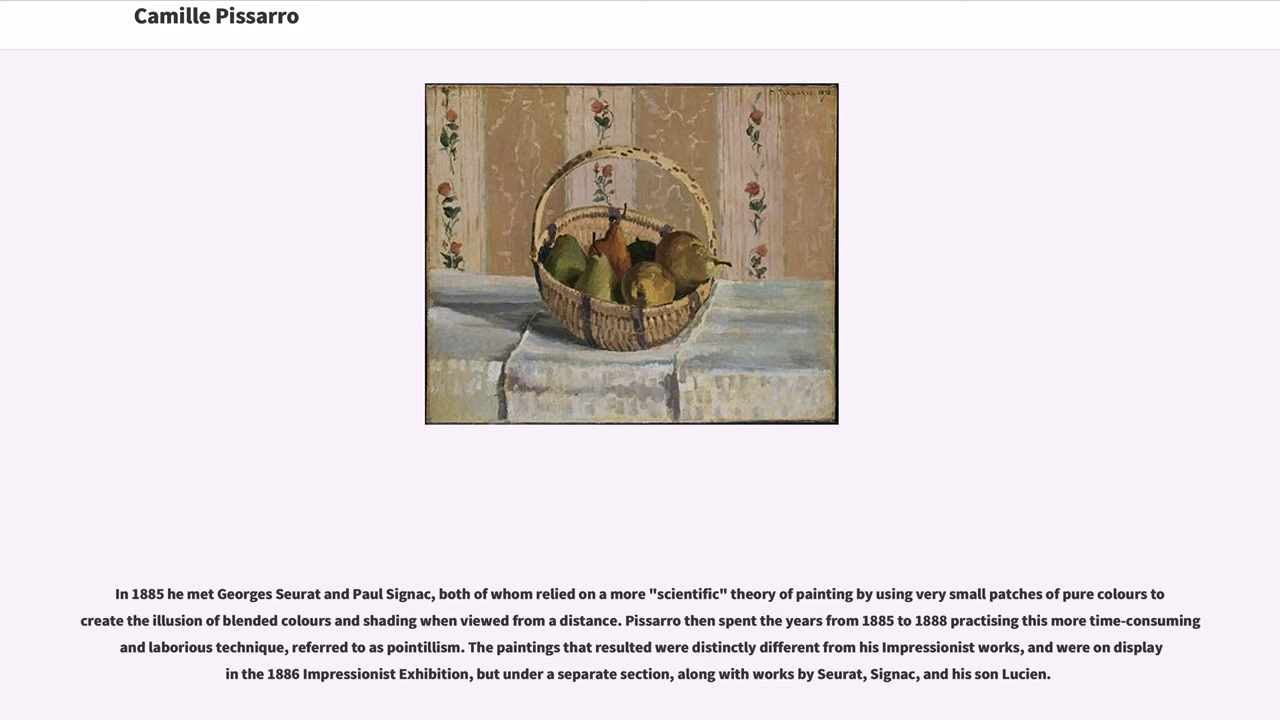 Camille Pissarro
In 1885 he met Georges Seurat and Paul Signac, both of whom relied on a more "scientific" theory of painting by using very small patches of pure colours to
create the illusion of blended colours and shading when viewed from a distance. Pissarro then spent the years from 1885 to 1888 practising this more time-consuming
and laborious technique, referred to as pointillism. The paintings that resulted were distinctly different from his Impressionist works, and were on display
in the 1886 Impressionist Exhibition, but under a separate section, along with works by Seurat, Signac, and his son Lucien.